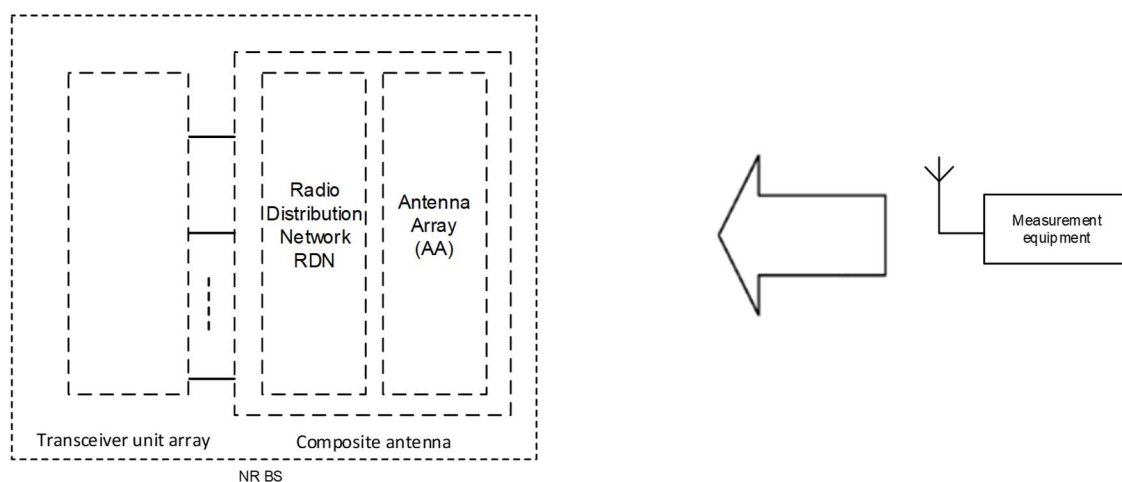 Radio
Distribution
Network
RDN
Antenna
Array
(AA)
Measurement
equipment
Transceiver unit array
Composite antenna
NR BS